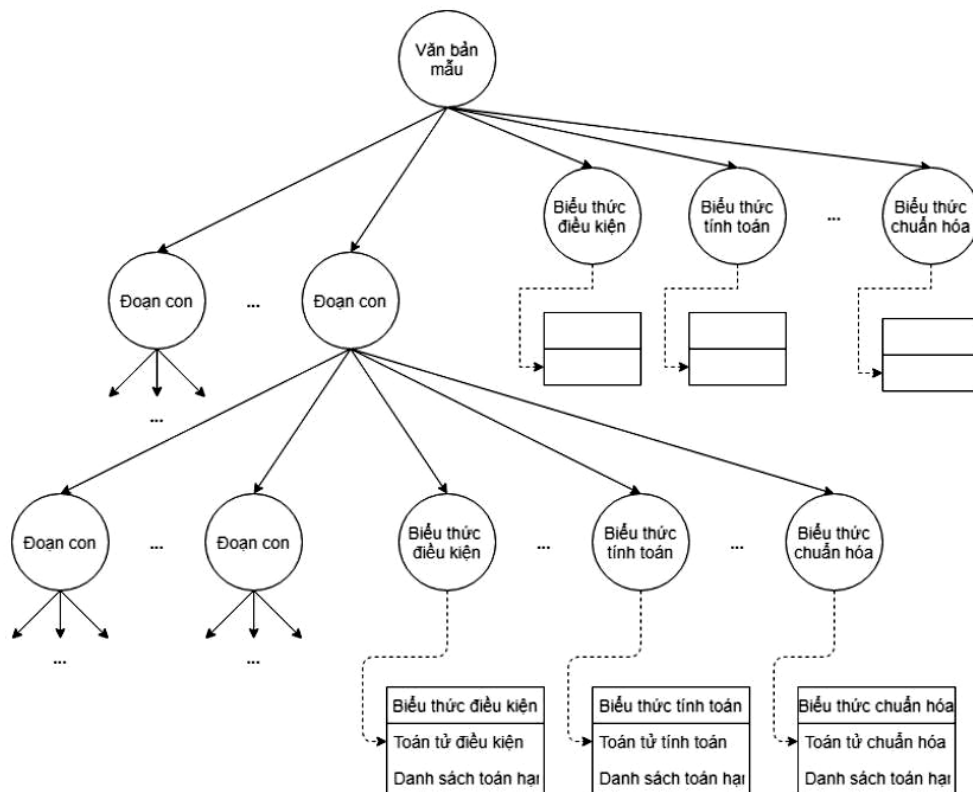 Văn bản
mẫu
Biểu thức
điều kiện
Biểu thức
tính toán
...
Biểu thức
chuẩn hóa
Đoạn con
...
Đoạn con
...
Đoạn con
...
Đoạn con
Biểu thức
điều kiện
...
Biểu thức
tính toán
...
Biểu thức
chuẩn hóa
...
...
Biểu thức điều kiện
Toán tử điều kiện
Danh sách toán hạ
Biểu thức tính toán
Toán tử tính toán
Danh sách toán hạ
Biểu thức chuẩn hóa
Toán tử chuẩn hóa
Danh sách toán hạ